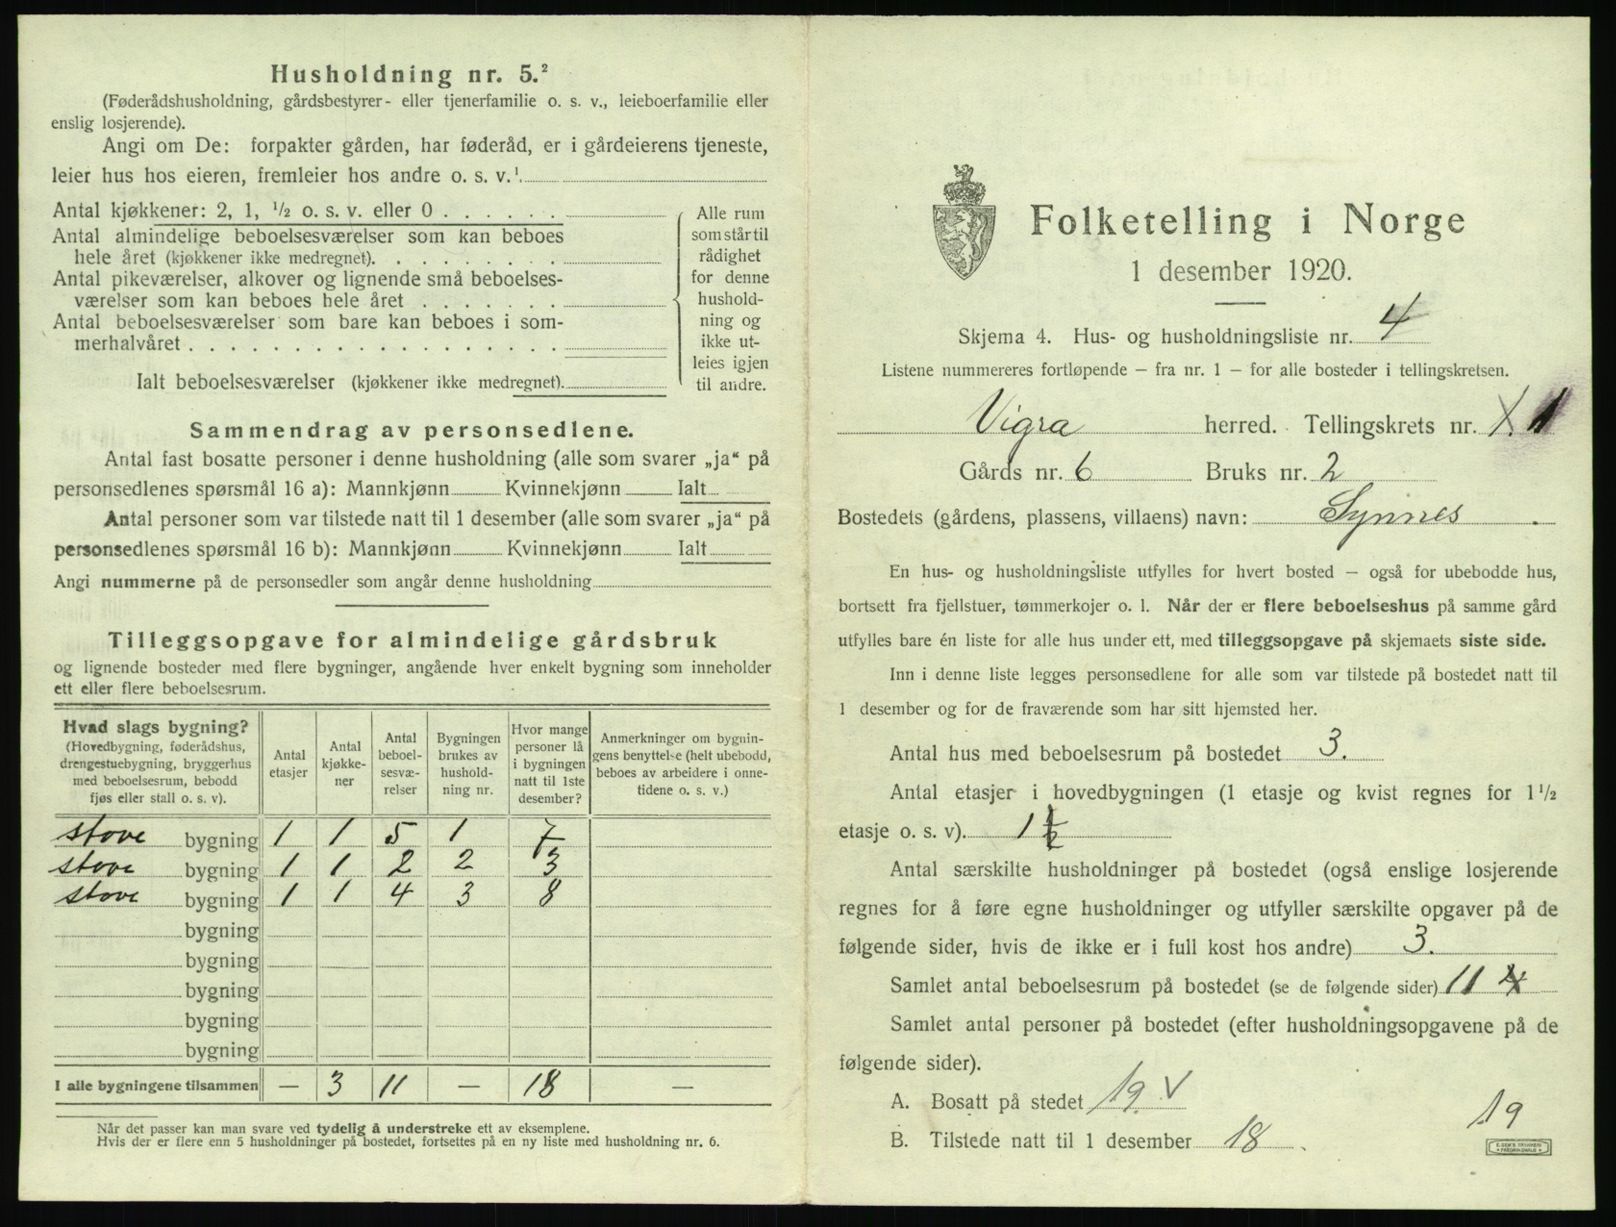 Husholdning nr. 5.²
(Føderådshusholdning, gårdsbestyrer- eller tjenerfamilie o. s. v., leieboerfamilie eller
enslig losjerende).
Angi om De: forpakter gården, har føderåd, er i gårdeierens tjeneste,
leier hus hos eieren, fremleier hos andre o. s. v.¹.
Antal kjøkkener: 2, 1, ½ o. s. v. eller 0 . . . . . .
Antal almindelige beboelsesværelser som kan beboes
hele året (kjøkkener ikke medregnet). . . . . . . . .
Antal pikeværelser, alkover og lignende små beboelses-
værelser som kan beboes hele året . . . . . . .
Antal beboelsesværelser som bare kan beboes i som-
merhalvåret . . . . . . . . . . . . . . . . . .
Ialt beboelsesværelser (kjøkkener ikke medregnet).
Alle rum
som står til
rådighet
for denne
hushold-
ning og
ikke ut-
leies igjen
til andre.
Sammendrag av personsedlene.
Antal fast bosatte personer i denne husholdning (alle som svarer „ja“ på
personsedlenes spørsmål 16 a): Mannkjønn Kvinnekjønn Ialt
Antal personer som var tilstede natt til 1 desember (alle som svarer „ja“ på
personsedlenes spørsmål 16 b): Mannkjønn Kvinnekjønn Ialt
Angi nummerne på de personsedler som angår denne husholdning
Tilleggsopgave for almindelige gårdsbruk
og lignende bosteder med flere bygninger, angående hver enkelt bygning som inneholder
ett eller flere beboelsesrum.
Hvad slags bygning?
(Hovedbygning, føderådshus,
drengestuebygning, bryggerhus
med beboelsesrum, bebodd
fjøs eller stall o. s. v).
Antal
etasjer
Antal
kjøkke-
ner
Antal
beboel-
sesvæ-
relser
Bygningen
brukes av
hushold-
ning nr.
Hvor mange
personer lå
i bygningen
natt til 1ste
desember?
Anmerkninger om bygnin-
gens benyttelse (helt ubebodd,
beboes av arbeidere i onne-
tidene o. s. v.)
stove bygning 1 1 5 1 7
stove bygning 1 1 2 2 3
stove bygning 1 1 4 3 8
bygning
bygning
bygning
bygning
bygning
I alle bygningene tilsammen — 3 11 — 18 —
Når det passer kan man svare ved tydelig å understreke ett av eksemplene.
Hvis der er flere enn 5 husholdninger på bostedet, fortsettes på en ny liste med husholdning nr. 6.
Folketelling i Norge
1 desember 1920.
Skjema 4. Hus- og husholdningsliste nr. 4
Listene nummereres fortløpende — fra nr. 1 — for alle bosteder i tellingskretsen.
Vigra herred. Tellingskrets nr. 1
Gårds nr. 6 Bruks nr. 2
Bostedets (gårdens, plassens, villaens) navn: Synnes.
En hus- og husholdningsliste utfylles for hvert bosted — også for ubebodde hus,
bortsett fra fjellstuer, tømmerkojer o. l. Når der er flere beboelseshus på samme gård
utfylles bare én liste for alle hus under ett, med tilleggsopgave på skjemaets siste side.
Inn i denne liste legges personsedlene for alle som var tilstede på bostedet natt til
1 desember og for de fraværende som har sitt hjemsted her.
Antal hus med beboelsesrum på bostedet 3.
Antal etasjer i hovedbygningen (1 etasje og kvist regnes for 1½
etasje o. s. v). 1½
Antal særskilte husholdninger på bostedet (også enslige losjerende
regnes for å føre egne husholdninger og utfyller særskilte opgaver på de
følgende sider, hvis de ikke er i full kost hos andre) 3.
Samlet antal beboelsesrum på bostedet (se de følgende sider) 11
Samlet antal personer på bostedet (efter husholdningsopgavene på de
følgende sider).
A. Bosatt på stedet 19 V
19
B. Tilstede natt til 1 desember 18.